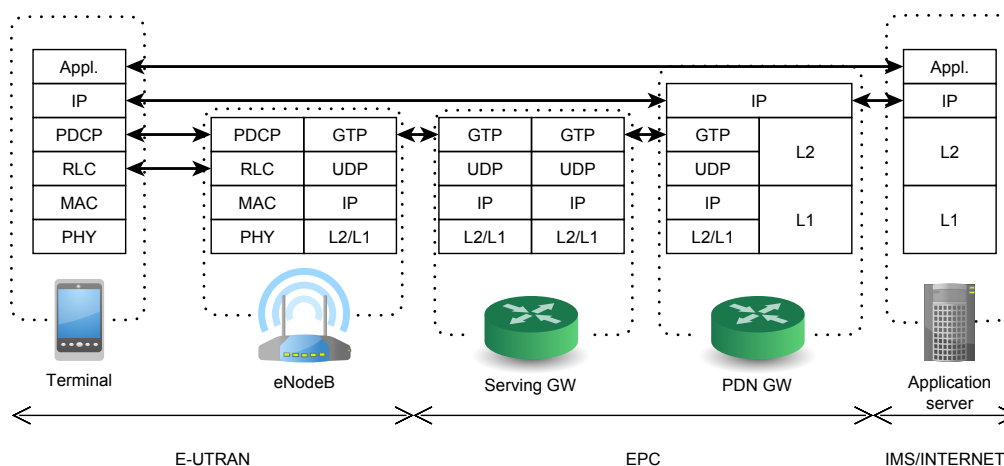 Appl. Appl.
IP IP IP
PDCP PDCP GTP GTP GTP GTP L2 L2
RLC RLC UDP UDP UDP UDP
MAC MAC IP IP IP IP L1 L1
PHY PHY L2/L1 L2/L1 L2/L1 L2/L1
Terminal eNodeB Serving GW PDN GW Application
server
E-UTRAN EPC IMS/INTERNET